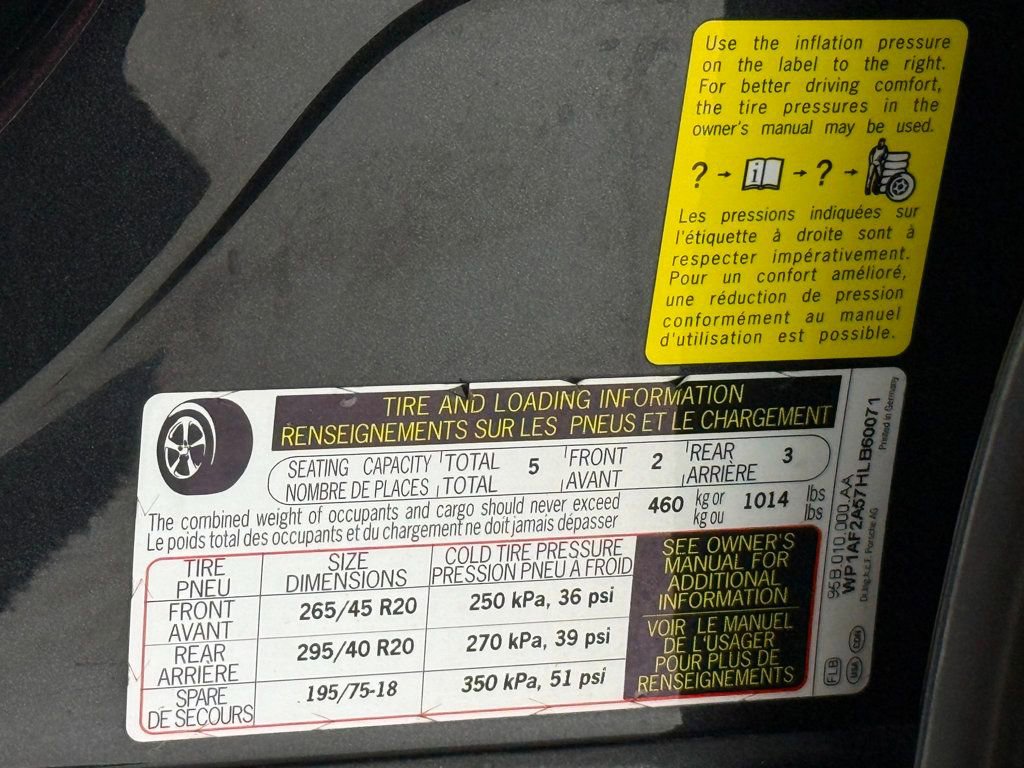 Use the inflation pressure
on the label to the right.
For better driving comfort,
the tire pressures in the
owner's manual may be used.
? → i → ? →
Les pressions indiquées sur
l'étiquette à droite sont à
respecter impérativement.
Pour un confort amélioré,
une réduction de pression
conformément au manuel
d'utilisation est possible.
TIRE AND LOADING INFORMATION
RENSEIGNEMENTS SUR LES PNEUS ET LE CHARGEMENT
SEATING CAPACITY TOTAL 5 FRONT 2 REAR 3
NOMBRE DE PLACES TOTAL AVANT ARRIÈRE
The combined weight of occupants and cargo should never exceed 460 kg or 1014 lbs
Le poids total des occupants et du chargement ne doit jamais dépasser kg ou lbs
TIRE SIZE COLD TIRE PRESSURE
PNEU DIMENSIONS PRESSION PNEU A FROID
FRONT 265/45 R20 250 kPa, 36 psi
AVANT
REAR 295/40 R20 270 kPa, 39 psi
ARRIÈRE
SPARE 195/75-18 350 kPa, 51 psi
DE SECOURS
SEE OWNER'S
MANUAL FOR
ADDITIONAL
INFORMATION
VOIR LE MANUEL
DE L'USAGER
POUR PLUS DE
RENSEIGNEMENTS
95B.010.000.AA
WP1AF2A57HLB60071
Dr.Ing.h.c.F. Porsche AG
Printed in Germany
FLB USA CDN